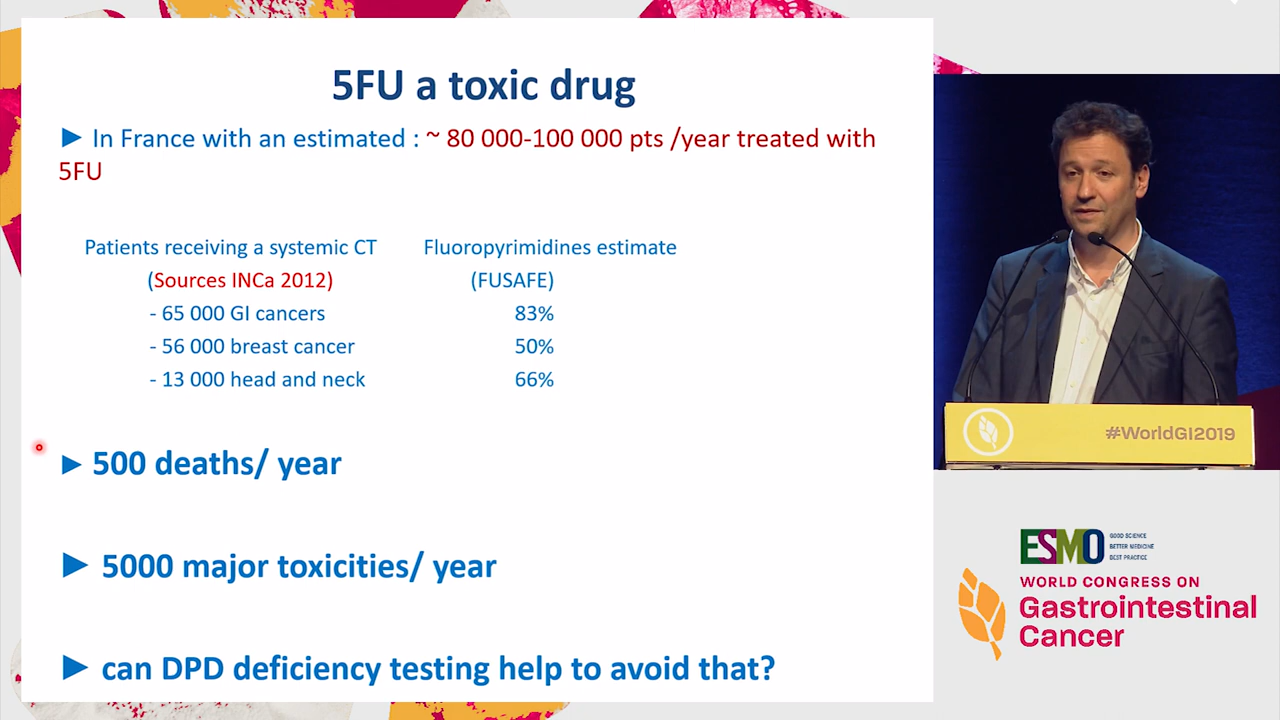 5FU a toxic drug
► In France with an estimated : ~ 80 000-100 000 pts /year treated with
5FU
Patients receiving a systemic CT Fluoropyrimidines estimate
(Sources INCa 2012) (FUSAFE)
- 65 000 GI cancers 83%
- 56 000 breast cancer 50%
- 13 000 head and neck 66%
► 500 deaths/ year
► 5000 major toxicities/ year
► can DPD deficiency testing help to avoid that?
#WorldGI2019
ESMO
GOOD SCIENCE
BETTER MEDICINE
BEST PRACTICE
WORLD CONGRESS ON
Gastrointestinal
Cancer